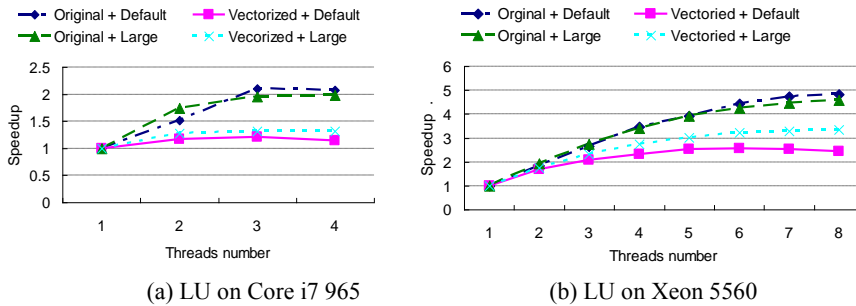 Orginal + Default
Vectorized + Default
Original + Large
Vecorized + Large
2.5
2
1.5
1
0.5
0
Speedup
1 2 3 4
Threads number
(a) LU on Core i7 965
Orginal + Default
Vectoried + Default
Orginal + Large
Vectoried + Large
6
5
4
3
2
1
0
Speedup .
1 2 3 4 5 6 7 8
Threads number
(b) LU on Xeon 5560